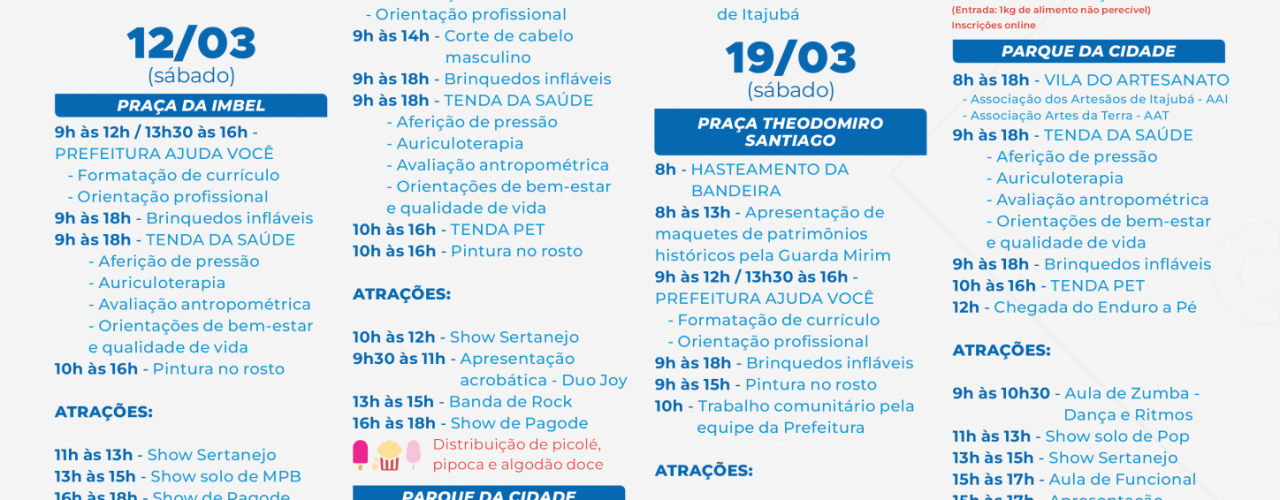 12/03
(sábado)
PRAÇA DA IMBEL
9h às 12h / 13h30 às 16h -
PREFEITURA AJUDA VOCÊ
- Formatação de currículo
- Orientação profissional
9h às 18h - Brinquedos infláveis
9h às 18h - TENDA DA SAÚDE
- Aferição de pressão
- Auriculoterapia
- Avaliação antropométrica
- Orientações de bem-estar
e qualidade de vida
10h às 16h - Pintura no rosto
ATRAÇÕES:
11h às 13h - Show Sertanejo
13h às 15h - Show solo de MPB
16h às 18h - Show de Pagode
- Orientação profissional
9h às 14h - Corte de cabelo
masculino
9h às 18h - Brinquedos infláveis
9h às 18h - TENDA DA SAÚDE
- Aferição de pressão
- Auriculoterapia
- Avaliação antropométrica
- Orientações de bem-estar
e qualidade de vida
10h às 16h - TENDA PET
10h às 16h - Pintura no rosto
ATRAÇÕES:
10h às 12h - Show Sertanejo
9h30 às 11h - Apresentação
acrobática - Duo Joy
13h às 15h - Banda de Rock
16h às 18h - Show de Pagode
Distribuição de picolé,
pipoca e algodão doce
PARQUE DA CIDADE
de Itajubá
19/03
(sábado)
PRAÇA THEODOMIRO
SANTIAGO
8h - HASTEAMENTO DA
BANDEIRA
8h às 13h - Apresentação de
maquetes de patrimônios
históricos pela Guarda Mirim
9h às 12h / 13h30 às 16h -
PREFEITURA AJUDA VOCÊ
- Formatação de currículo
- Orientação profissional
9h às 18h - Brinquedos infláveis
9h às 15h - Pintura no rosto
10h - Trabalho comunitário pela
equipe da Prefeitura
ATRAÇÕES:
(Entrada: 1kg de alimento não perecível)
Inscrições online
PARQUE DA CIDADE
8h às 18h - VILA DO ARTESANATO
- Associação dos Artesãos de Itajubá - AAI
- Associação Artes da Terra - AAT
9h às 18h - TENDA DA SAÚDE
- Aferição de pressão
- Auriculoterapia
- Avaliação antropométrica
- Orientações de bem-estar
e qualidade de vida
9h às 18h - Brinquedos infláveis
10h às 16h - TENDA PET
12h - Chegada do Enduro a Pé
ATRAÇÕES:
9h às 10h30 - Aula de Zumba -
Dança e Ritmos
11h às 13h - Show solo de Pop
13h às 15h - Show Sertanejo
15h às 17h - Aula de Funcional
15h às 17h - Apresentação